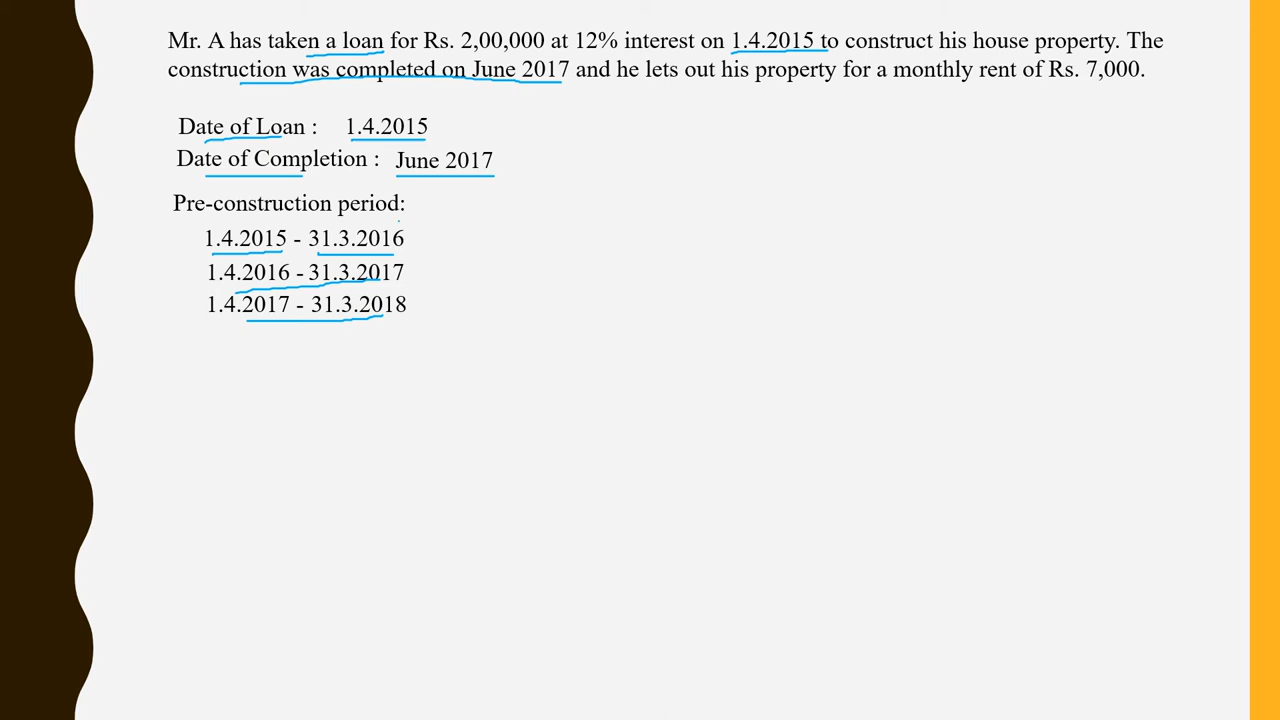 Mr. A has taken a loan for Rs. 2,00,000 at 12% interest on 1.4.2015 to construct his house property. The
construction was completed on June 2017 and he lets out his property for a monthly rent of Rs. 7,000.
Date of Loan : 1.4.2015
Date of Completion : June 2017
Pre-construction period:
1.4.2015 - 31.3.2016
1.4.2016 - 31.3.2017
1.4.2017 - 31.3.2018